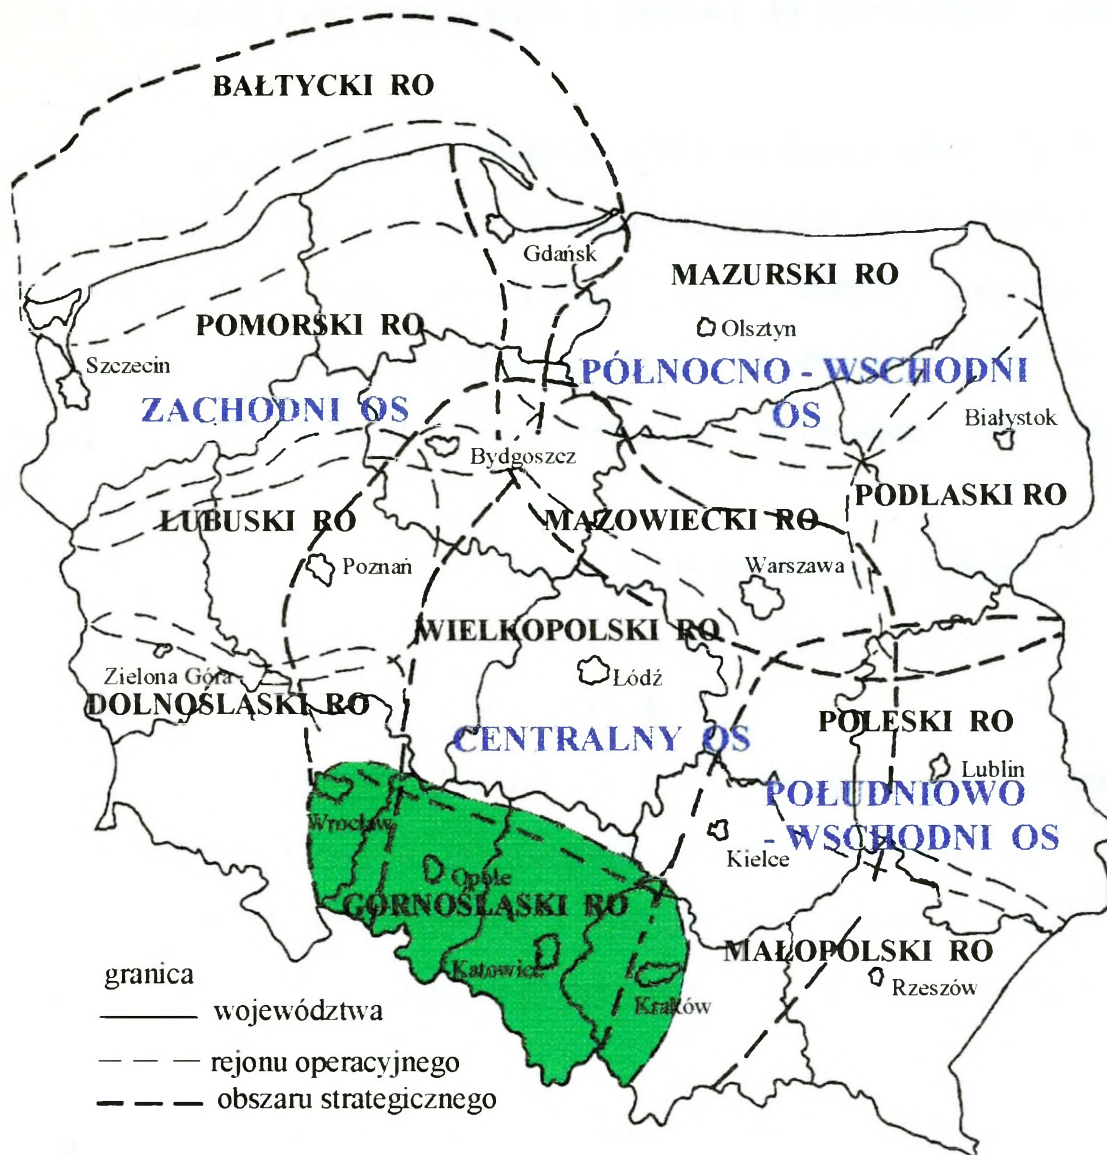 BAŁTYCKI RO
Gdańsk
MAZURSKI RO
POMORSKI RO
Olsztyn
Szczecin
PÓŁNOCNO - WSCHODNI
OS
ZACHODNI OS
Białystok
Bydgoszcz
PODLASKI RO
LUBUSKI RO
MAZOWIECKI RO
Poznań
Warszawa
WIELKOPOLSKI RO
Zielona Góra
Łódź
DOLNOŚLĄSKI RO
POLESKI RO
CENTRALNY OS
Lublin
POŁUDNIOWO
- WSCHODNI OS
Wrocław
Kielce
Opole
GÓRNOŚLĄSKI RO
MAŁOPOLSKI RO
Katowice
Rzeszów
Kraków
granica
województwa
rejonu operacyjnego
obszaru strategicznego